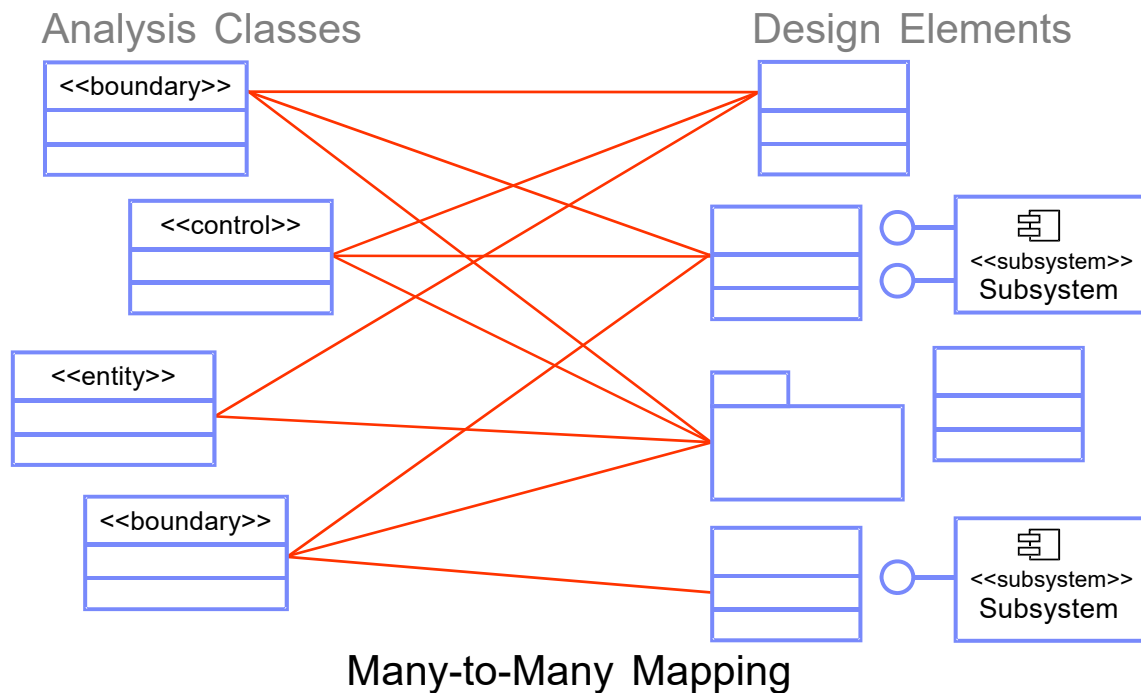 Analysis Classes
Design Elements
<<boundary>>
<<control>>
<<subsystem>>
Subsystem
<<entity>>
<<boundary>>
<<subsystem>>
Subsystem
Many-to-Many Mapping